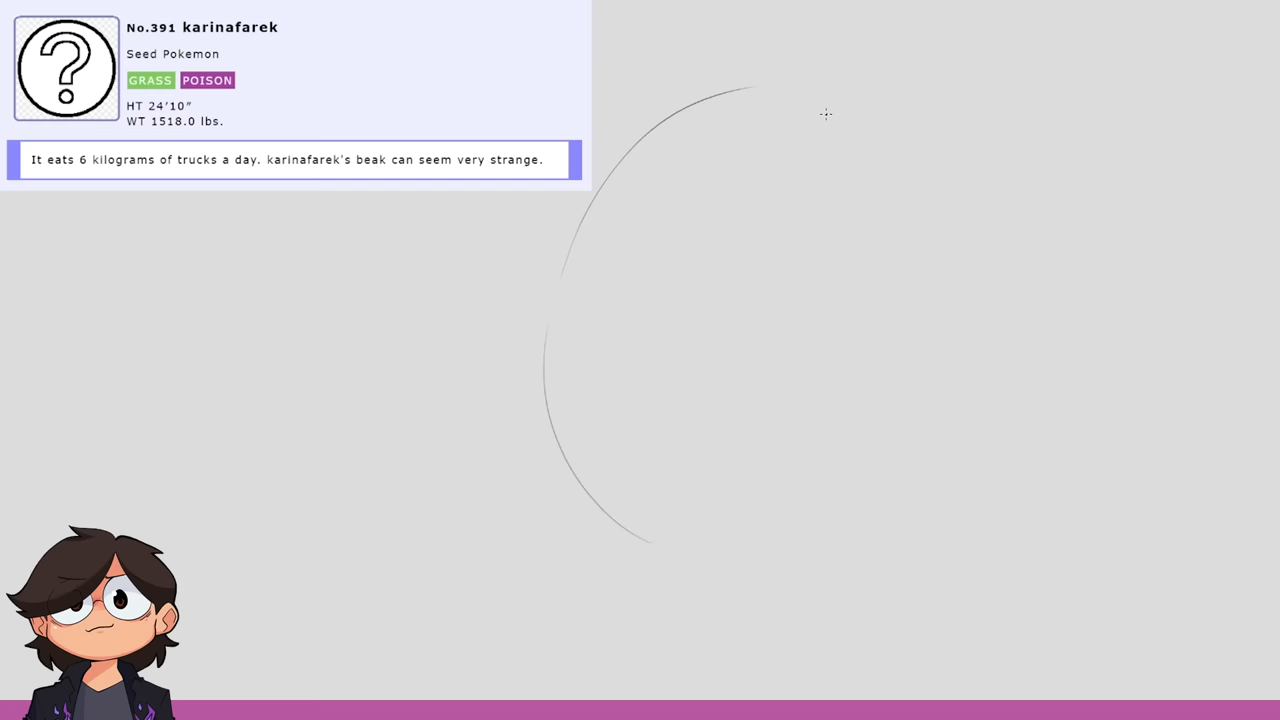 No.391 karinafarek
Seed Pokemon
GRASS POISON
HT 24'10"
WT 1518.0 lbs.
It eats 6 kilograms of trucks a day. karinafarek's beak can seem very strange.